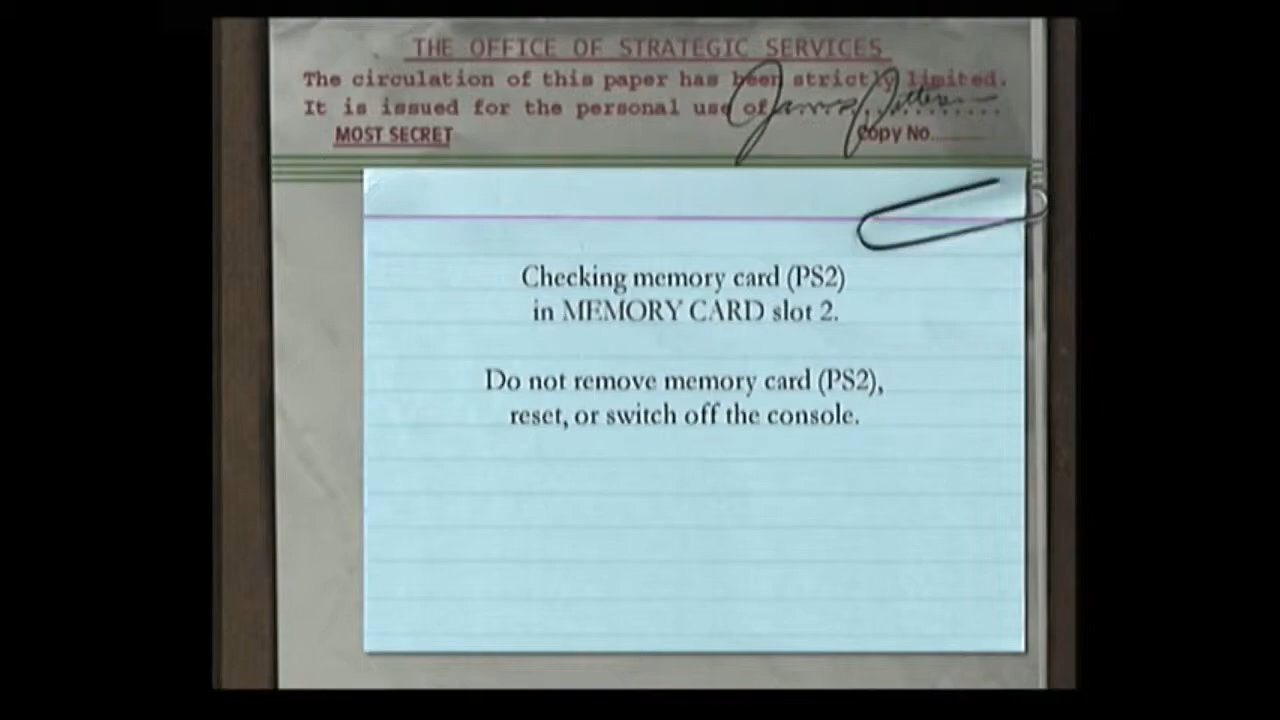 THE OFFICE OF STRATEGIC SERVICES
The circulation of this paper has been strictly limited.
It is issued for the personal use of James Patterson
MOST SECRET
Copy No..........
Checking memory card (PS2)
in MEMORY CARD slot 2.
Do not remove memory card (PS2),
reset, or switch off the console.